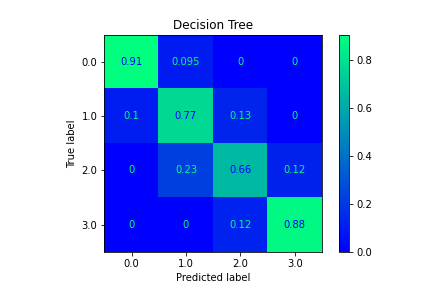 Decision Tree
0.0 0.91 0.095 0 0
1.0 0.1 0.77 0.13 0
2.0 0 0.23 0.66 0.12
3.0 0 0 0.12 0.88
0.0 1.0 2.0 3.0
True label
Predicted label
0.8
0.6
0.4
0.2
0.0